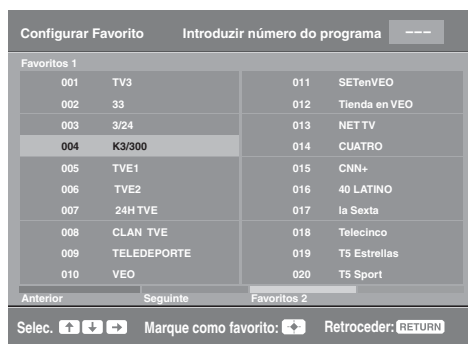 Configurar Favorito Introduzir número do programa ---
Favoritos 1
001 TV3 011 SETenVEO
002 33 012 Tienda en VEO
003 3/24 013 NET TV
004 K3/300 014 CUATRO
005 TVE1 015 CNN+
006 TVE2 016 40 LATINO
007 24H TVE 017 la Sexta
008 CLAN TVE 018 Telecinco
009 TELEDEPORTE 019 T5 Estrellas
010 VEO 020 T5 Sport
Anterior Seguinte Favoritos 2
Selec. ↑ ↓ → Marque como favorito: Retroceder: RETURN